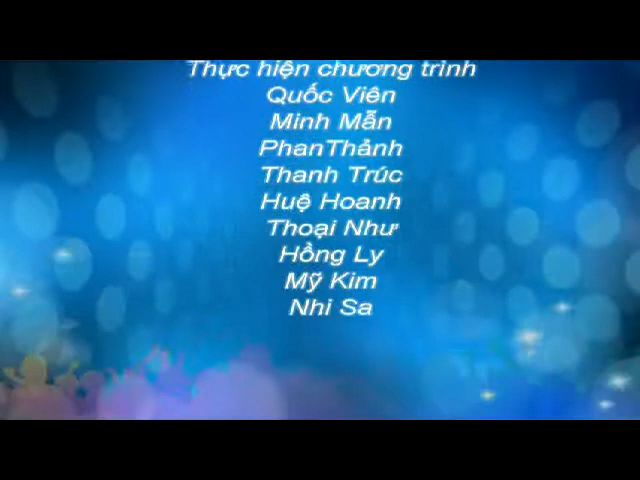 Thực hiện chương trình
Quốc Viên
Minh Mẫn
PhanThảnh
Thanh Trúc
Huệ Hoanh
Thoại Như
Hồng Ly
Mỹ Kim
Nhi Sa